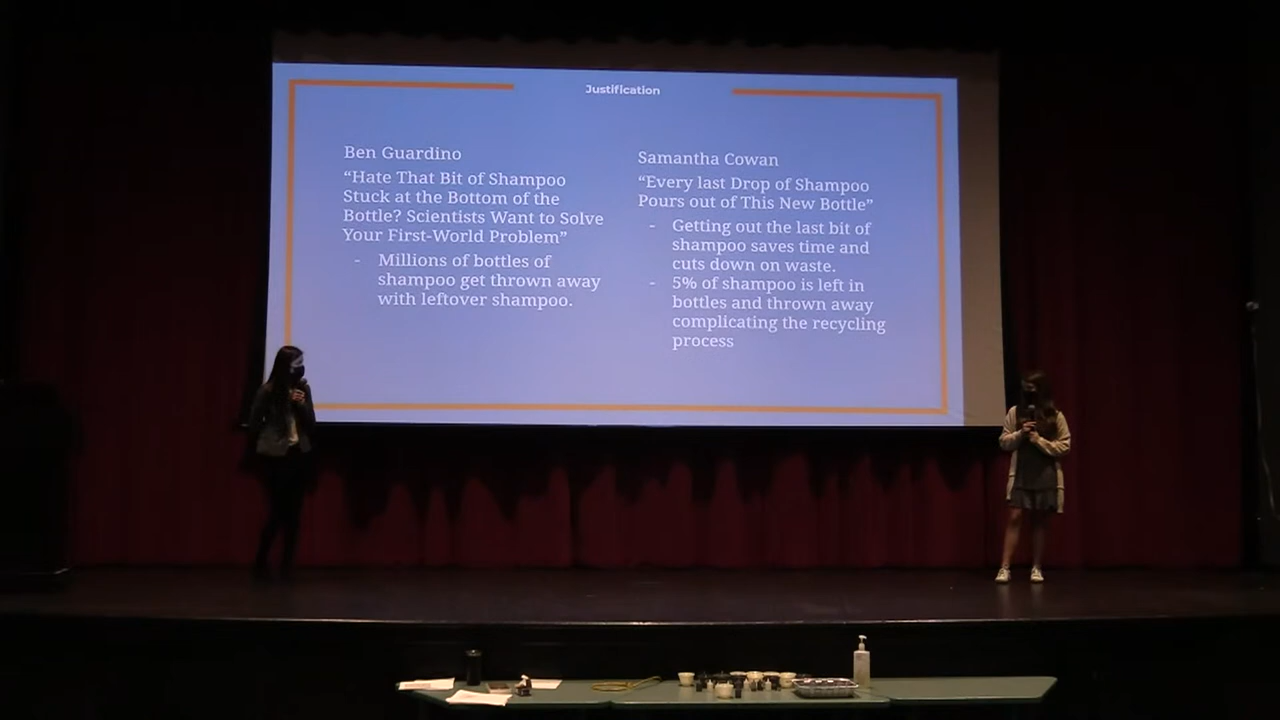 Justification
Ben Guardino
“Hate That Bit of Shampoo
Stuck at the Bottom of the
Bottle? Scientists Want to Solve
Your First-World Problem”
- Millions of bottles of
shampoo get thrown away
with leftover shampoo.
Samantha Cowan
“Every last Drop of Shampoo
Pours out of This New Bottle”
- Getting out the last bit of
shampoo saves time and
cuts down on waste.
- 5% of shampoo is left in
bottles and thrown away
complicating the recycling
process